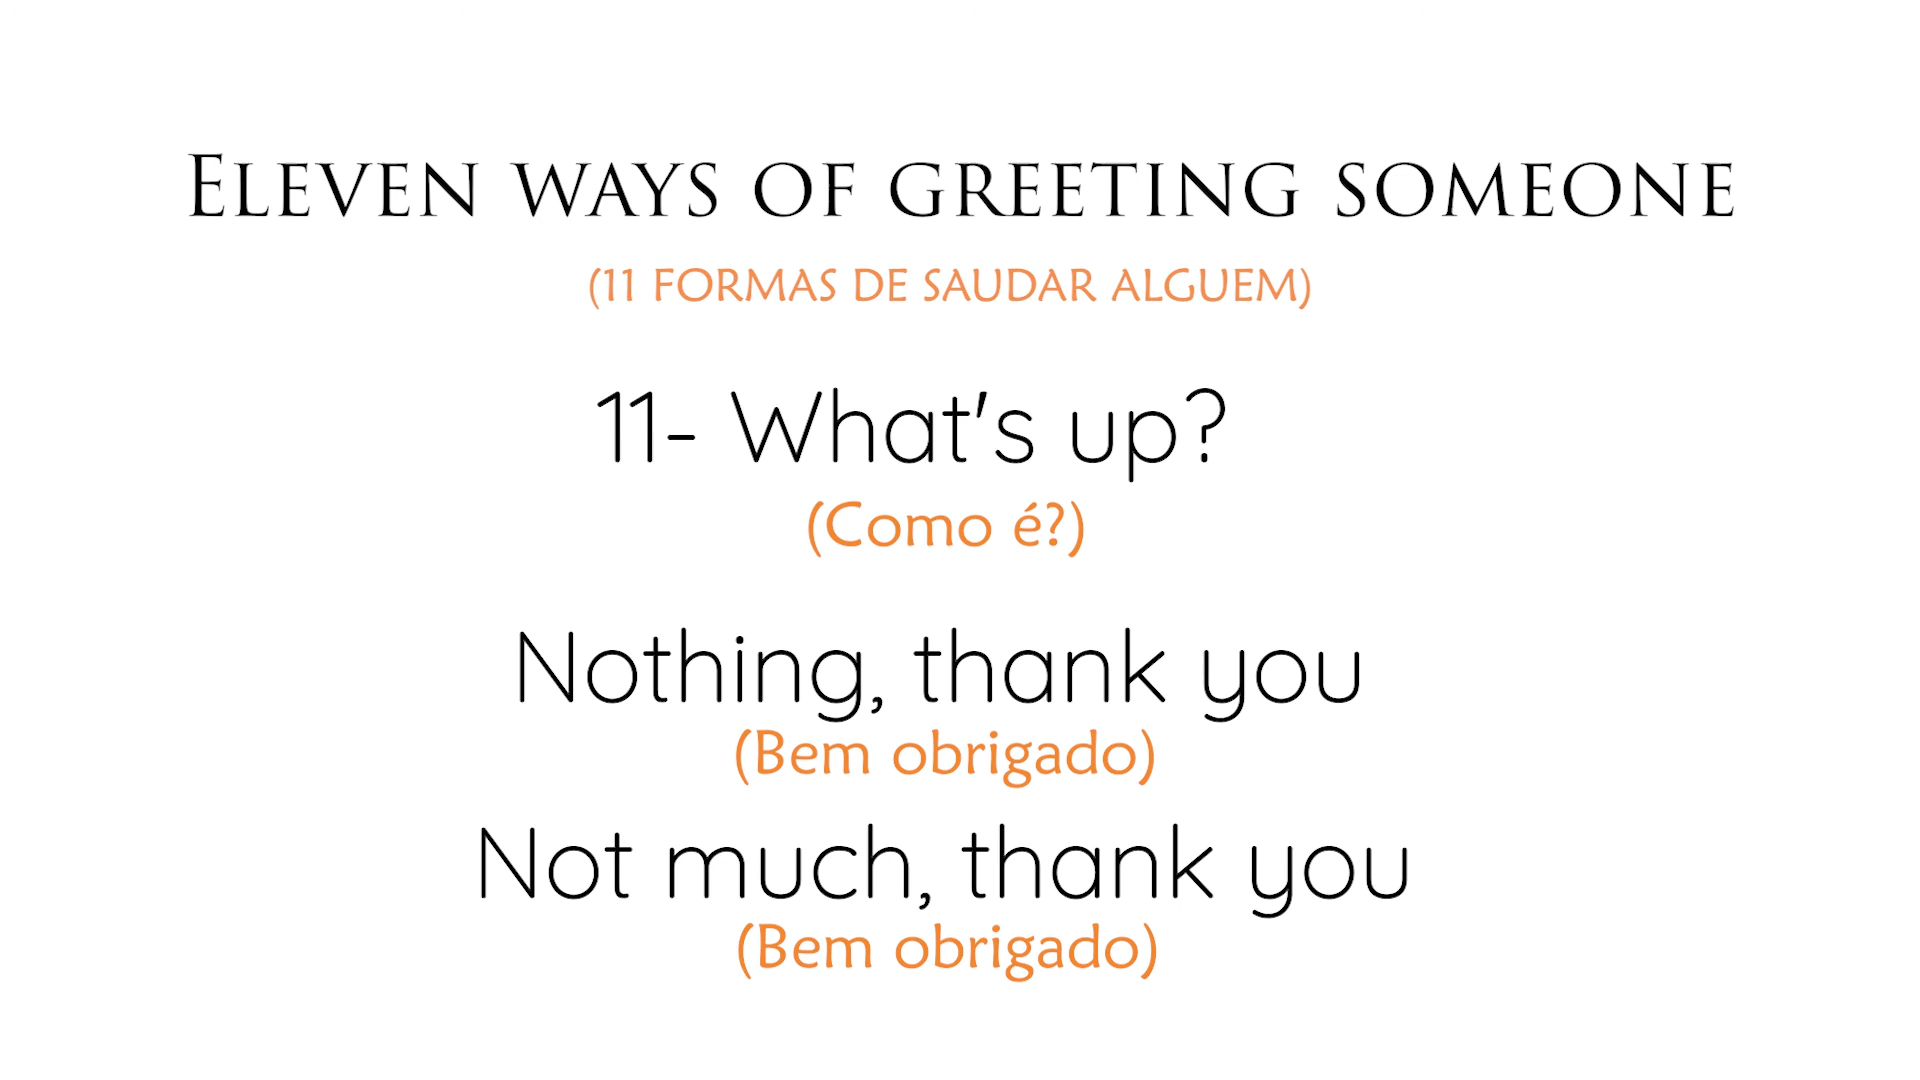 ELEVEN WAYS OF GREETING SOMEONE
(11 FORMAS DE SAUDAR ALGUEM)
11- What's up?
(Como é?)
Nothing, thank you
(Bem obrigado)
Not much, thank you
(Bem obrigado)